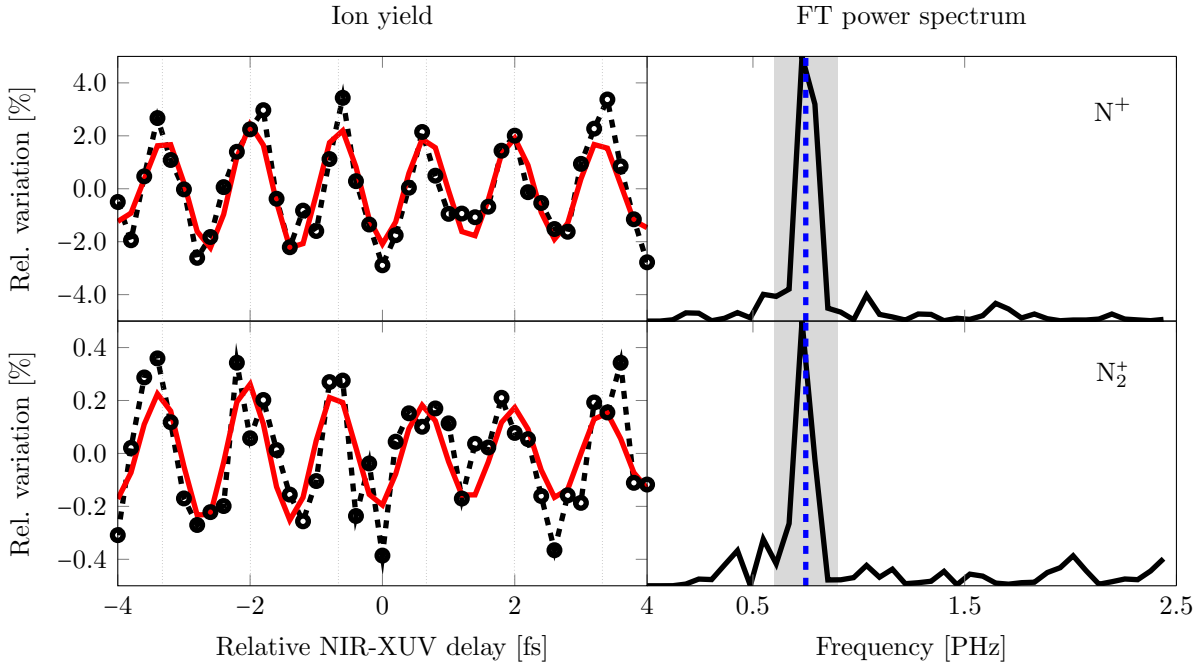 Ion yield
FT power spectrum
Rel. variation [%]
4.0
2.0
0.0
−2.0
−4.0
N⁺
Rel. variation [%]
0.4
0.2
0.0
−0.2
−0.4
N₂⁺
−4
−2
0
2
4
0.5
1.5
2.5
Relative NIR-XUV delay [fs]
Frequency [PHz]